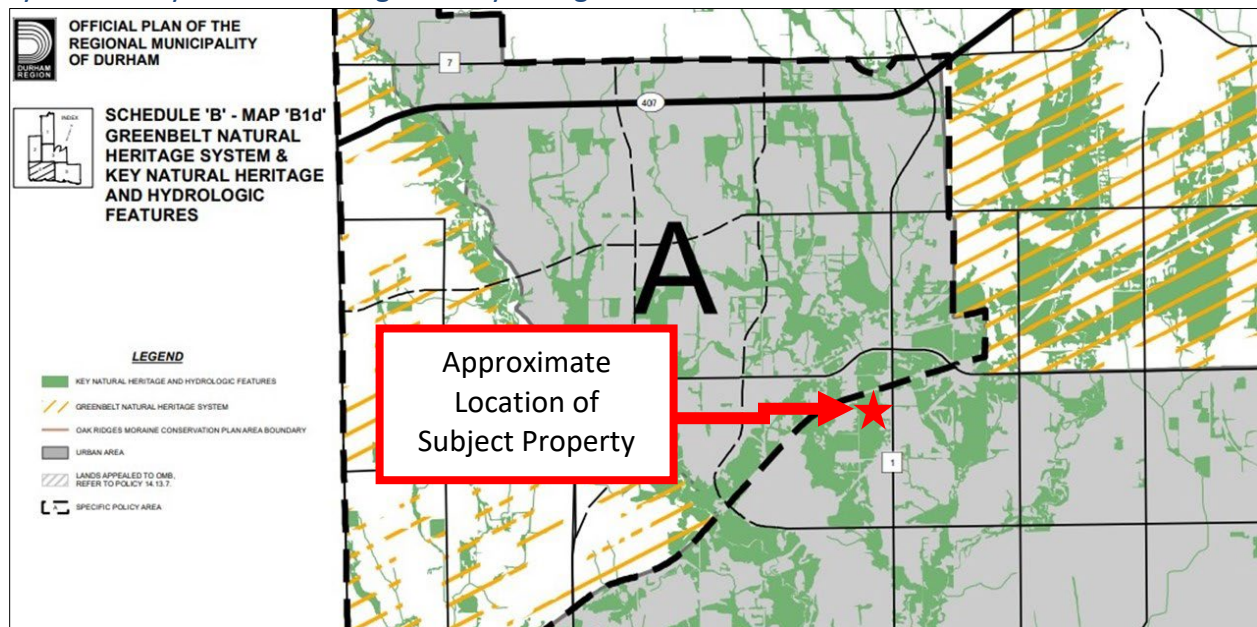 OFFICIAL PLAN OF THE
REGIONAL MUNICIPALITY
OF DURHAM
DURHAM
REGION
INDEX
SCHEDULE 'B' - MAP 'B1d'
GREENBELT NATURAL
HERITAGE SYSTEM &
KEY NATURAL HERITAGE
AND HYDROLOGIC
FEATURES
LEGEND
KEY NATURAL HERITAGE AND HYDROLOGIC FEATURES
GREENBELT NATURAL HERITAGE SYSTEM
OAK RIDGES MORAINE CONSERVATION PLAN AREA BOUNDARY
URBAN AREA
LANDS APPEALED TO OMB,
REFER TO POLICY 14.13.7.
A
SPECIFIC POLICY AREA
7
407
A
Approximate
Location of
Subject Property
1